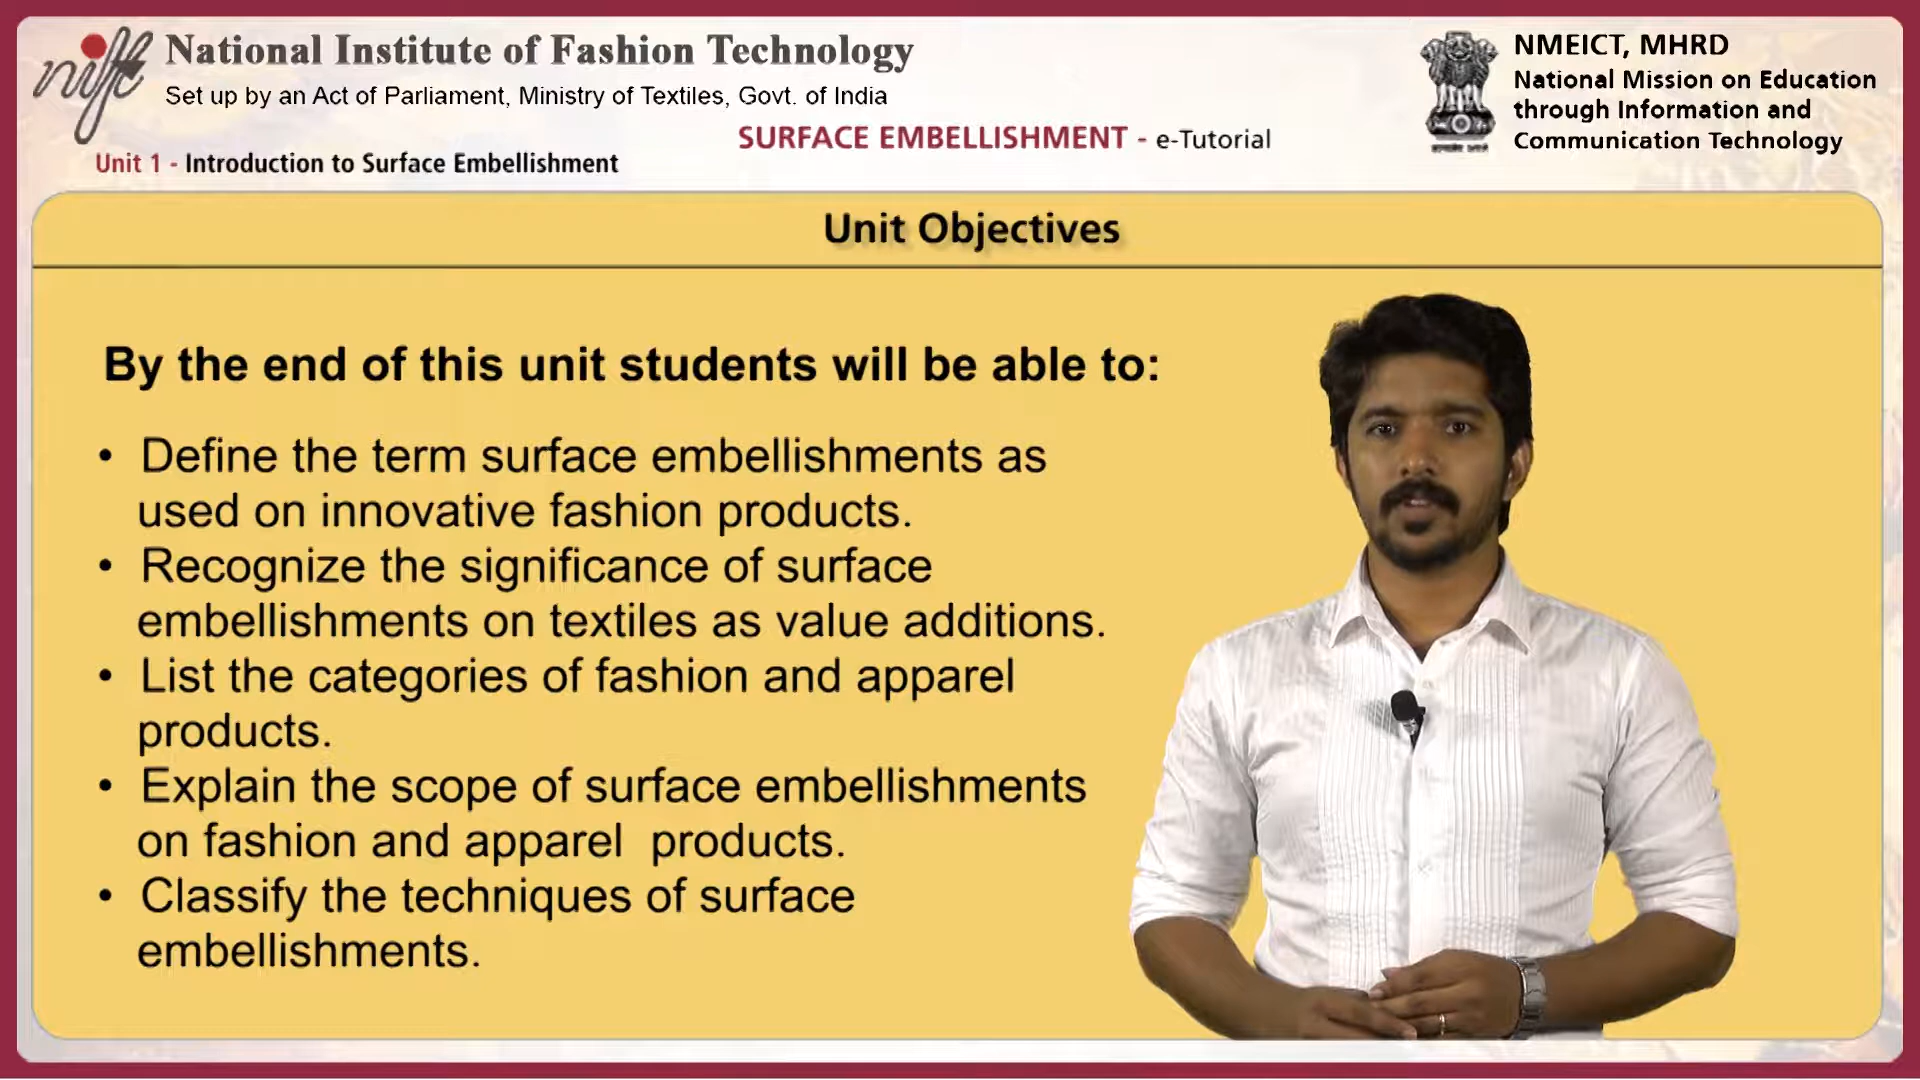 nift
National Institute of Fashion Technology
Set up by an Act of Parliament, Ministry of Textiles, Govt. of India
SURFACE EMBELLISHMENT - e-Tutorial
Unit 1 - Introduction to Surface Embellishment
NMEICT, MHRD
National Mission on Education
through Information and
Communication Technology
Unit Objectives
By the end of this unit students will be able to:
• Define the term surface embellishments as
used on innovative fashion products.
• Recognize the significance of surface
embellishments on textiles as value additions.
• List the categories of fashion and apparel
products.
• Explain the scope of surface embellishments
on fashion and apparel  products.
• Classify the techniques of surface
embellishments.